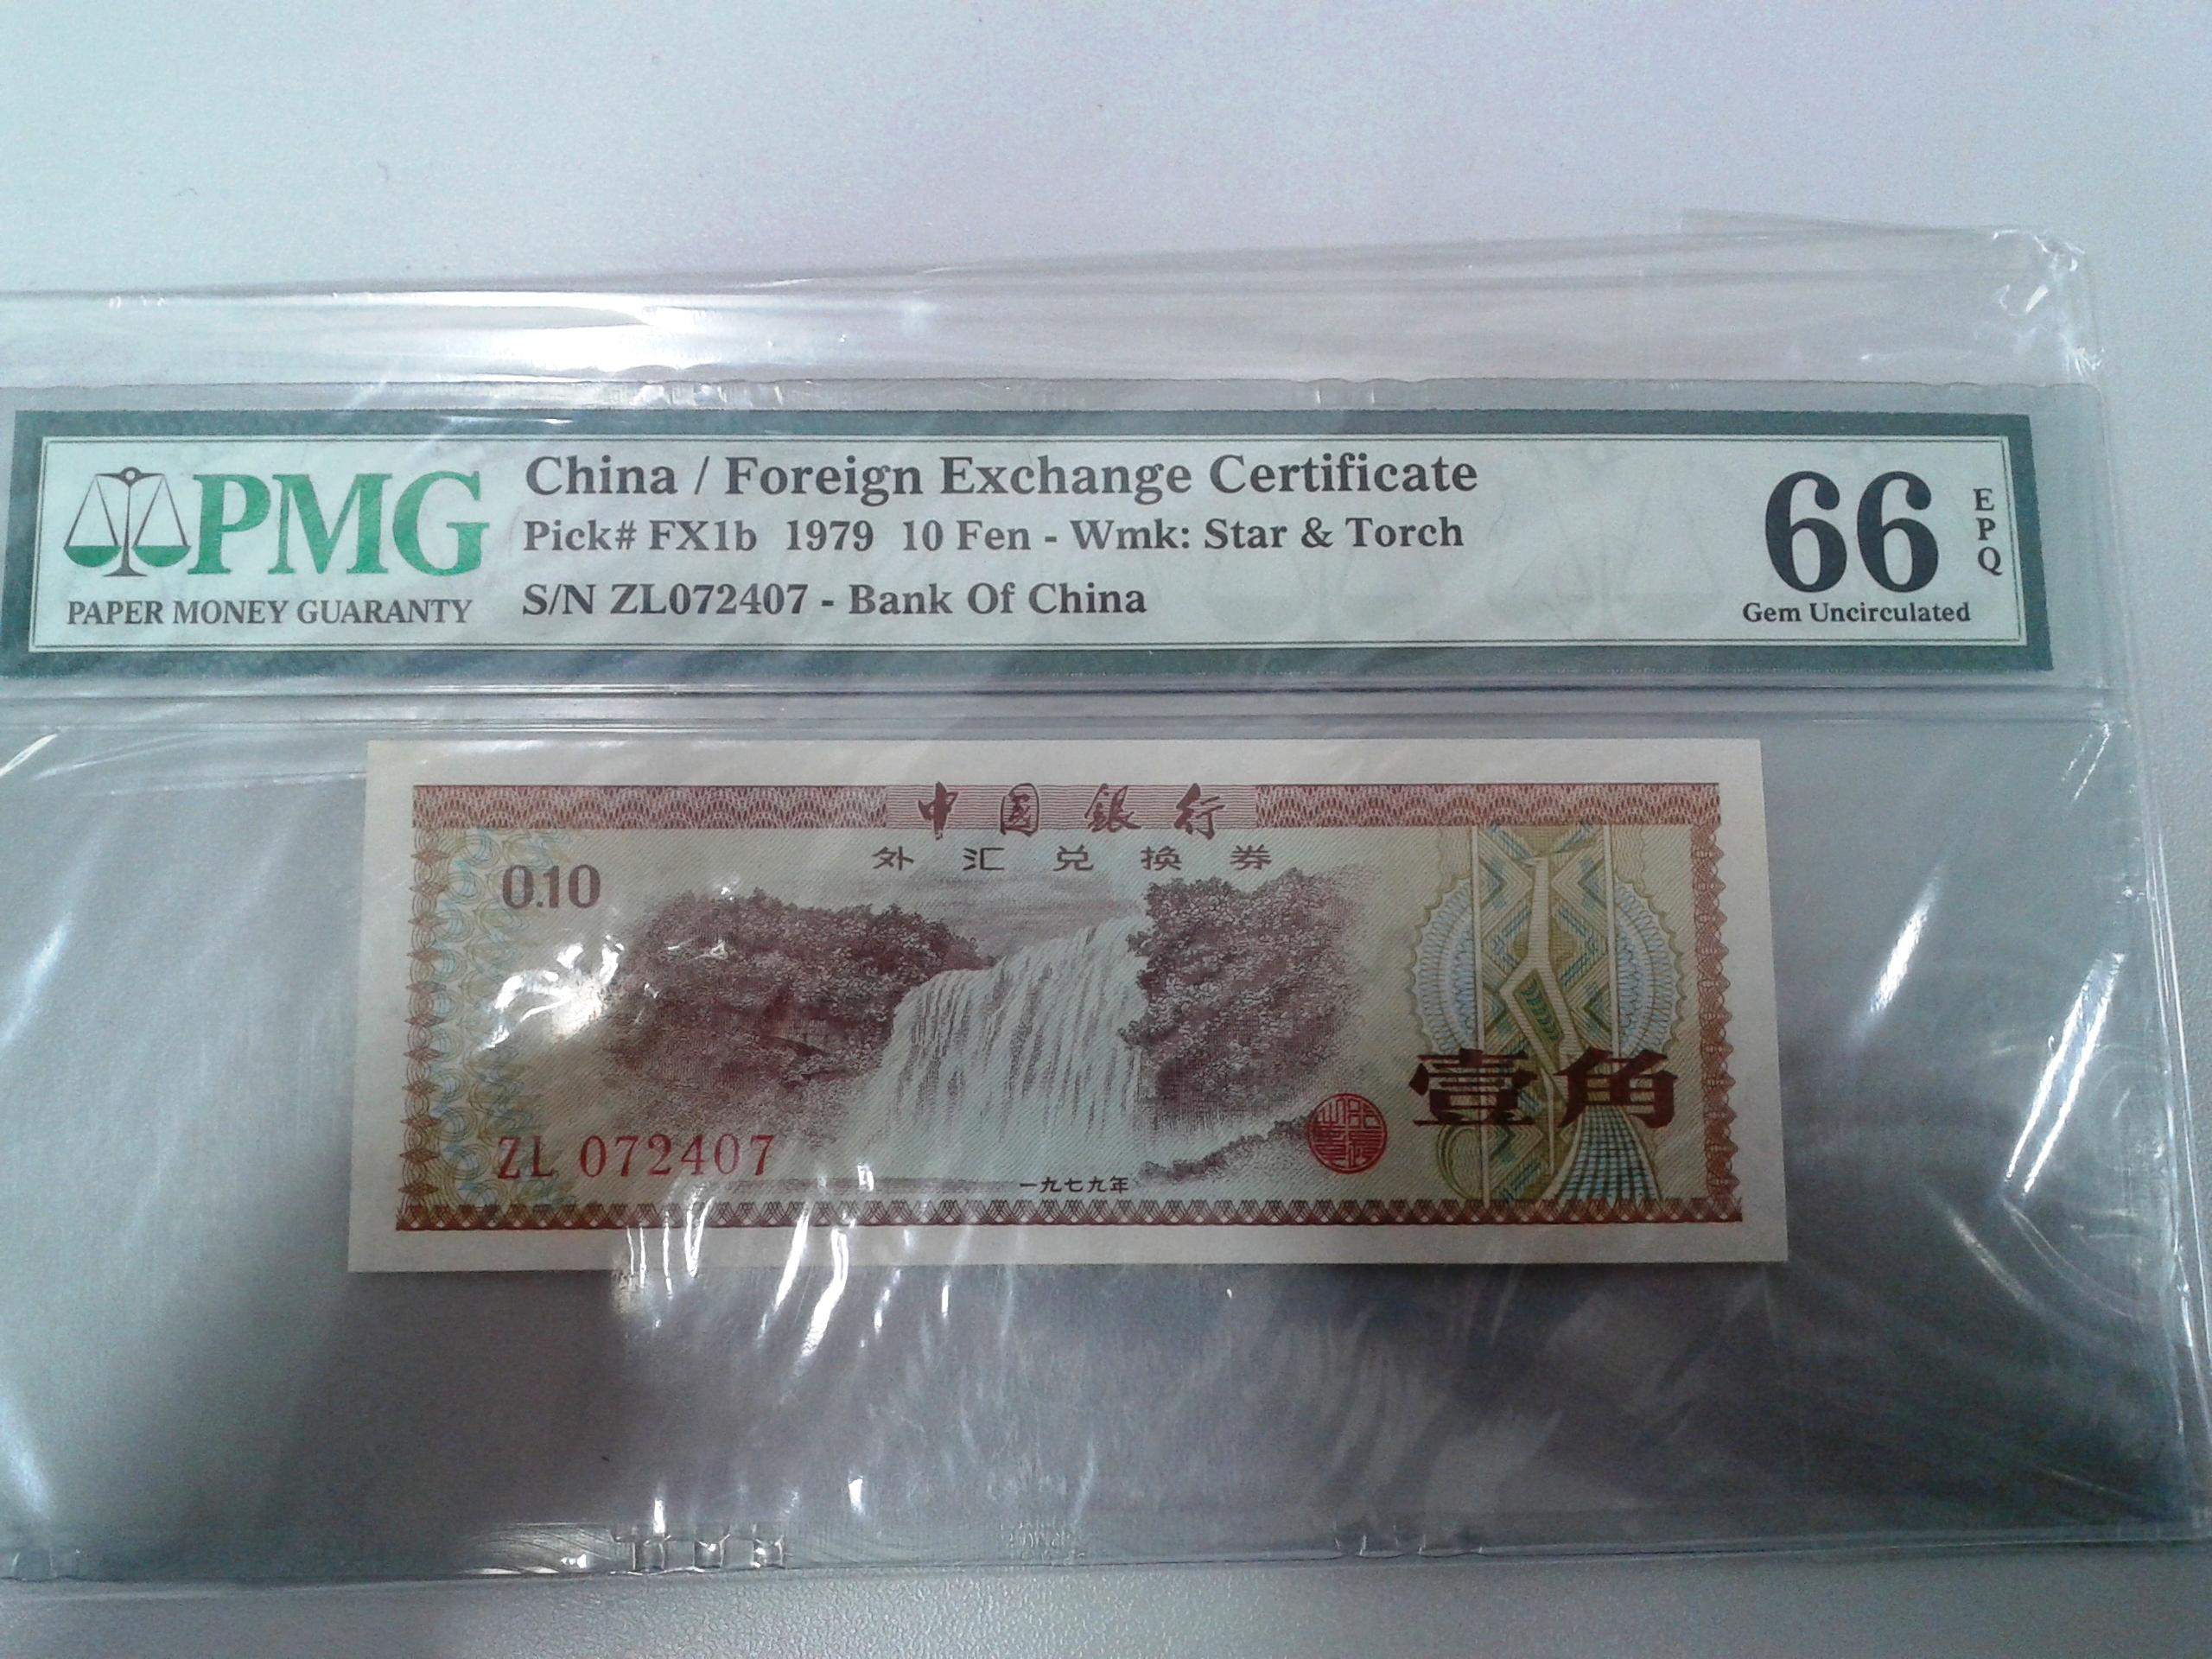 PMG
PAPER MONEY GUARANTY
China / Foreign Exchange Certificate
Pick# FX1b 1979 10 Fen - Wmk: Star & Torch
S/N ZL072407 - Bank Of China
66
EPQ
Gem Uncirculated
中国銀行
外汇兑换券
0.10
壹角
ZL 072407
一九七九年